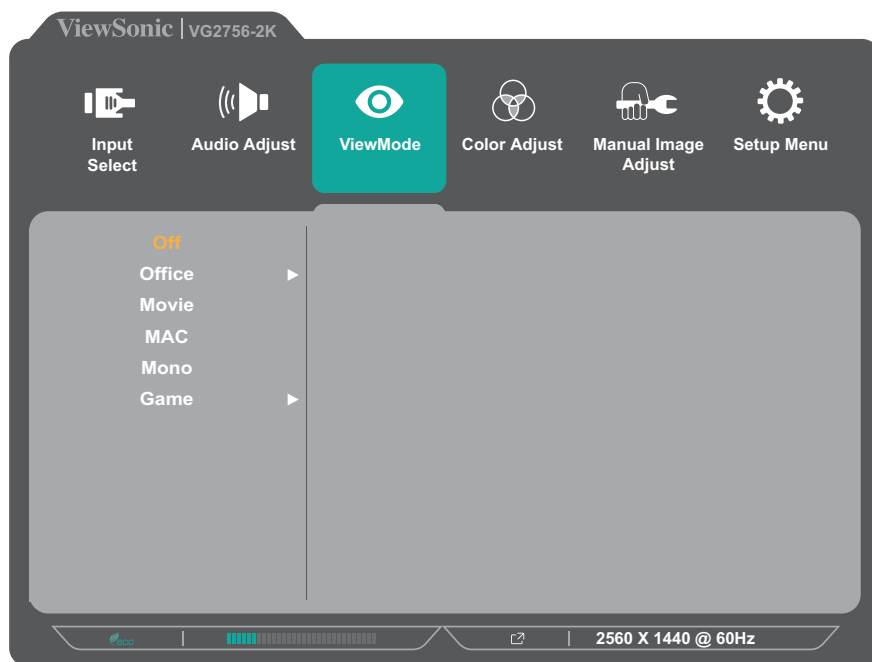 ViewSonic | VG2756-2K
Input Select
Audio Adjust
ViewMode
Color Adjust
Manual Image Adjust
Setup Menu
Off
Office
Movie
MAC
Mono
Game
eco
2560 X 1440 @ 60Hz